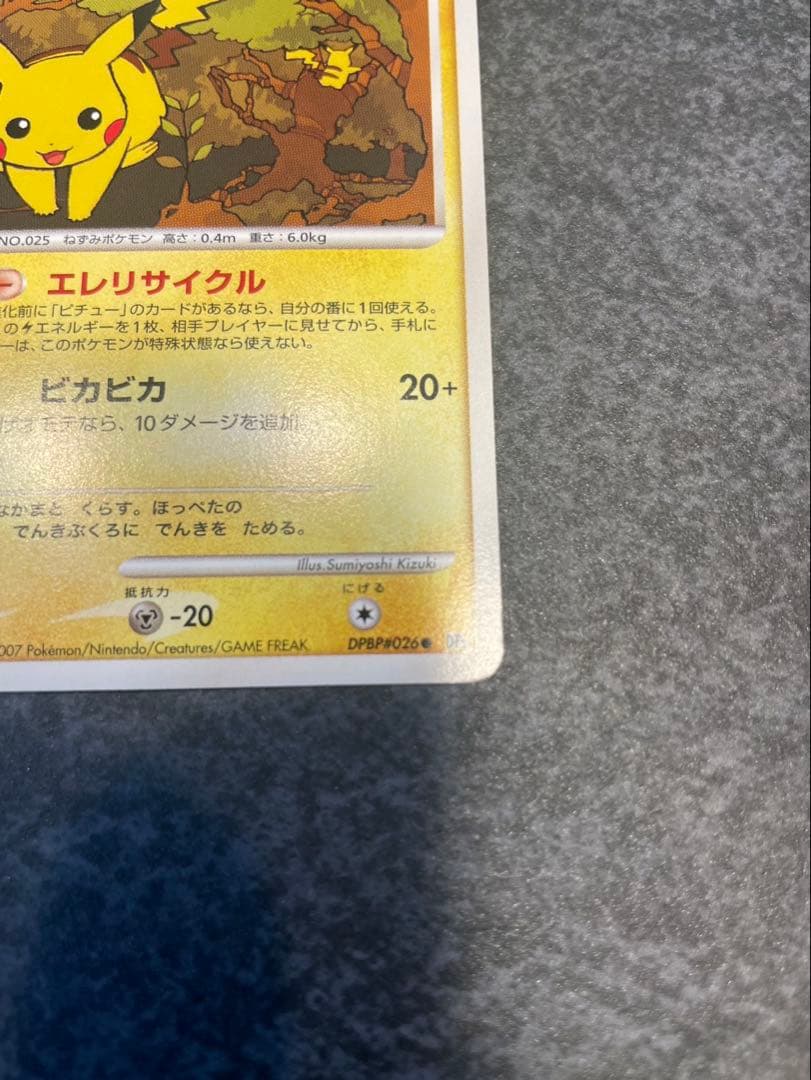 NO.025 ねずみポケモン 高さ:0.4m 重さ:6.0kg
エレリサイクル
化前に「ピチュー」のカードがあるなら、自分の番に1回使える。
のエネルギーを1枚、相手プレイヤーに見せてから、手札に
ーは、このポケモンが特殊状態なら使えない。
ビカビカ 20+
オモテなら、10ダメージを追加
なかまと くらす。ほっぺたの
でんきぶくろに でんきを ためる。
Illus. Sumiyoshi Kizuki
抵抗力 にげる
-20
007 Pokémon/Nintendo/Creatures/GAME FREAK DPBP#026